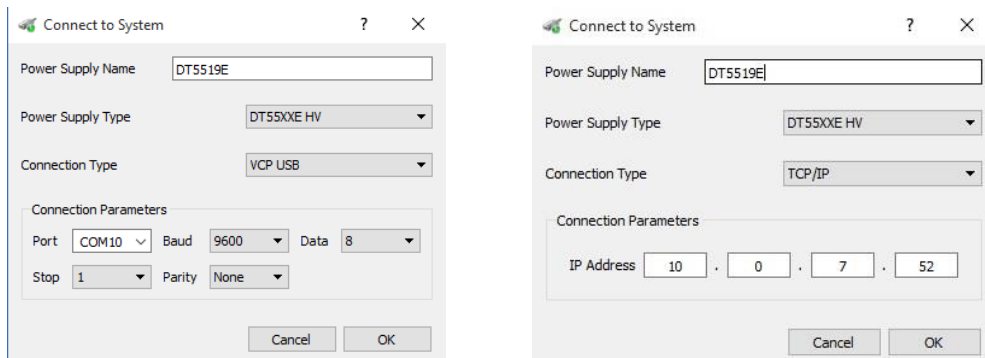 Connect to System ? ×
Power Supply Name DT5519E
Power Supply Type DT55XXE HV
Connection Type VCP USB
Connection Parameters
Port COM10 Baud 9600 Data 8
Stop 1 Parity None
Cancel OK
Connect to System ? ×
Power Supply Name DT5519E
Power Supply Type DT55XXE HV
Connection Type TCP/IP
Connection Parameters
IP Address 10 . 0 . 7 . 52
Cancel OK